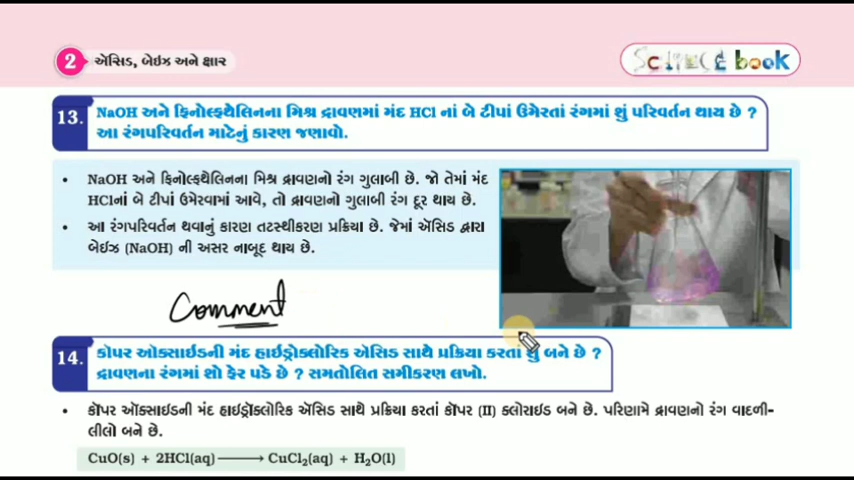 2 ઍસિડ, બેઇઝ અને ક્ષાર
Science book
13. NaOH અને ફિનોલ્ફથૅલિનના મિશ્ર દ્રાવણમાં મંદ HCl નાં બે ટીપાં ઉમેરતાં રંગમાં શું પરિવર્તન થાય છે ?
આ રંગપરિવર્તન માટેનું કારણ જણાવો.
• NaOH અને ફિનોલ્ફથૅલિનના મિશ્ર દ્રાવણનો રંગ ગુલાબી છે. જો તેમાં મંદ
HClનાં બે ટીપાં ઉમેરવામાં આવે, તો દ્રાવણનો ગુલાબી રંગ દૂર થાય છે.
• આ રંગપરિવર્તન થવાનું કારણ તટસ્થીકરણ પ્રક્રિયા છે. જેમાં ઍસિડ દ્વારા
બેઇઝ (NaOH) ની અસર નાબૂદ થાય છે.
Comment
14. કૉપર ઑક્સાઇડની મંદ હાઇડ્રોક્લોરિક ઍસિડ સાથે પ્રક્રિયા કરતાં શું બને છે ?
દ્રાવણના રંગમાં શો ફેર પડે છે ? સમતોલિત સમીકરણ લખો.
• કૉપર ઑક્સાઇડની મંદ હાઇડ્રૉક્લોરિક ઍસિડ સાથે પ્રક્રિયા કરતાં કૉપર (II) ક્લોરાઇડ બને છે. પરિણામે દ્રાવણનો રંગ વાદળી-
લીલો બને છે.
CuO(s) + 2HCl(aq) ⟶ CuCl₂(aq) + H₂O(l)